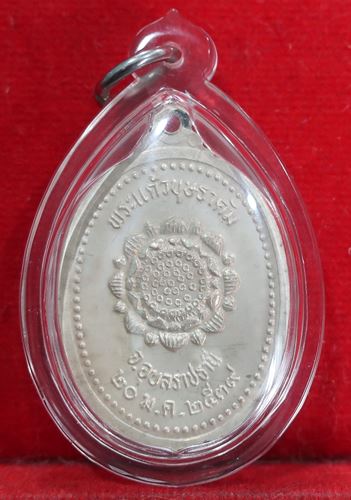 พระแก้วบุษราคัม
จ.อุบลราชธานี
๒๐ ม.ค. ๒๕๓๙